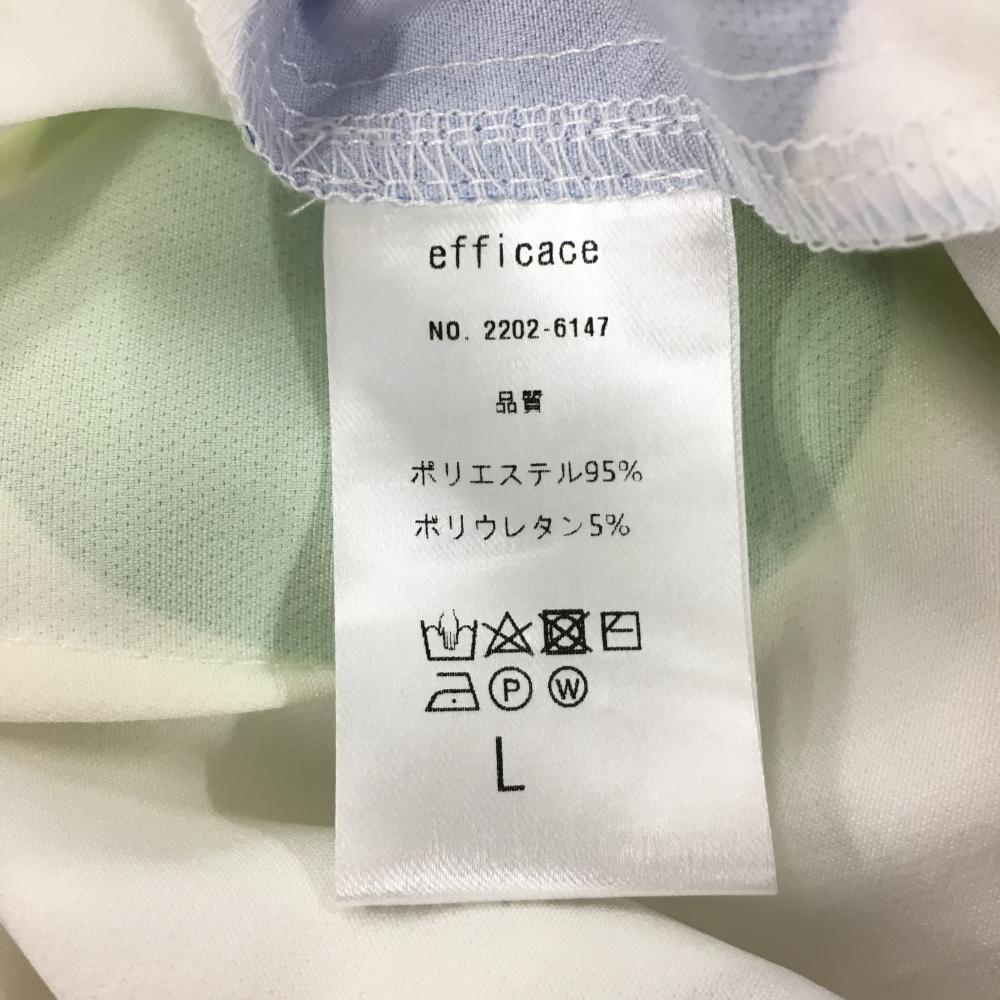 efficace
NO. 2202-6147
品質
ポリエステル95%
ポリウレタン5%
P W
L